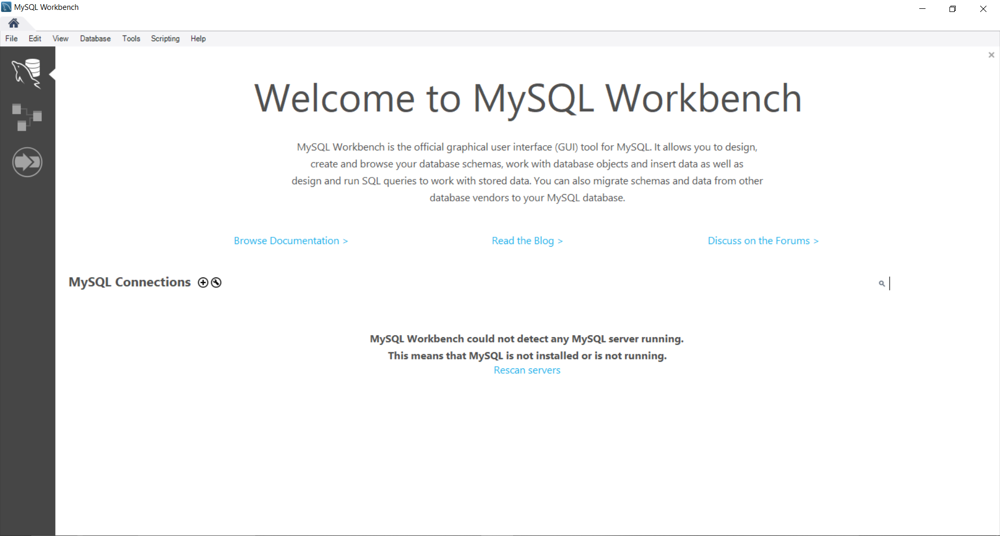 MySQL Workbench
File Edit View Database Tools Scripting Help
Welcome to MySQL Workbench
MySQL Workbench is the official graphical user interface (GUI) tool for MySQL. It allows you to design,
create and browse your database schemas, work with database objects and insert data as well as
design and run SQL queries to work with stored data. You can also migrate schemas and data from other
database vendors to your MySQL database.
Browse Documentation > Read the Blog > Discuss on the Forums >
MySQL Connections
MySQL Workbench could not detect any MySQL server running.
This means that MySQL is not installed or is not running.
Rescan servers